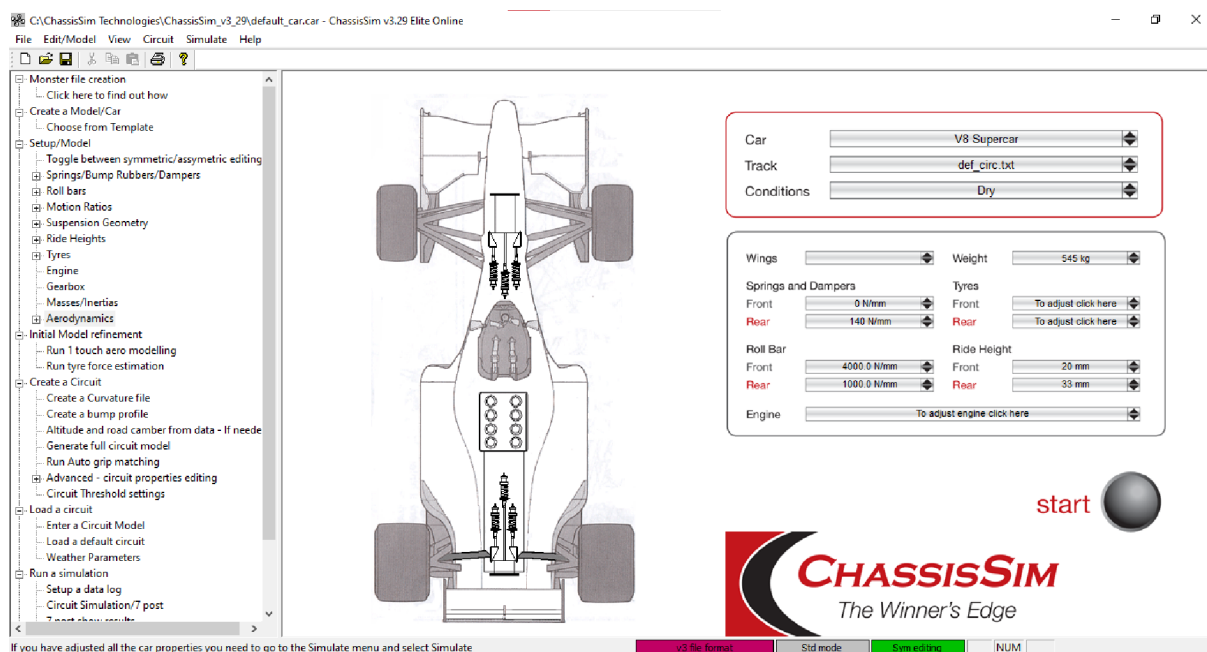 C:\ChassisSim Technologies\ChassisSim_v3_29\default_car.car - ChassisSim v3.29 Elite Online
File Edit/Model View Circuit Simulate Help
Monster file creation
Click here to find out how
Create a Model/Car
Choose from Template
Setup/Model
Toggle between symmetric/assymetric editing
Springs/Bump Rubbers/Dampers
Roll bars
Motion Ratios
Suspension Geometry
Ride Heights
Tyres
Engine
Gearbox
Masses/Inertias
Aerodynamics
Initial Model refinement
Run 1 touch aero modelling
Run tyre force estimation
Create a Circuit
Create a Curvature file
Create a bump profile
Altitude and road camber from data - If neede
Generate full circuit model
Run Auto grip matching
Advanced - circuit properties editing
Circuit Threshold settings
Load a circuit
Enter a Circuit Model
Load a default circuit
Weather Parameters
Run a simulation
Setup a data log
Circuit Simulation/7 post
7 post show results
Car V8 Supercar
Track def_circ.txt
Conditions Dry
Wings Weight 545 kg
Springs and Dampers Tyres
Front 0 N/mm Front To adjust click here
Rear 140 N/mm Rear To adjust click here
Roll Bar Ride Height
Front 4000.0 N/mm Front 20 mm
Rear 1000.0 N/mm Rear 33 mm
Engine To adjust engine click here
start
CHASSISSIM
The Winner's Edge
If you have adjusted all the car properties you need to go to the Simulate menu and select Simulate
v3 file format Std mode Sym editing NUM